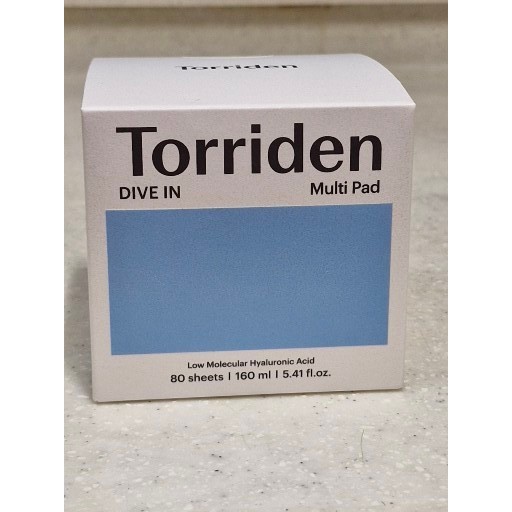 Torriden
Torriden
DIVE IN Multi Pad
Low Molecular Hyaluronic Acid
80 sheets | 160 ml | 5.41 fl.oz.